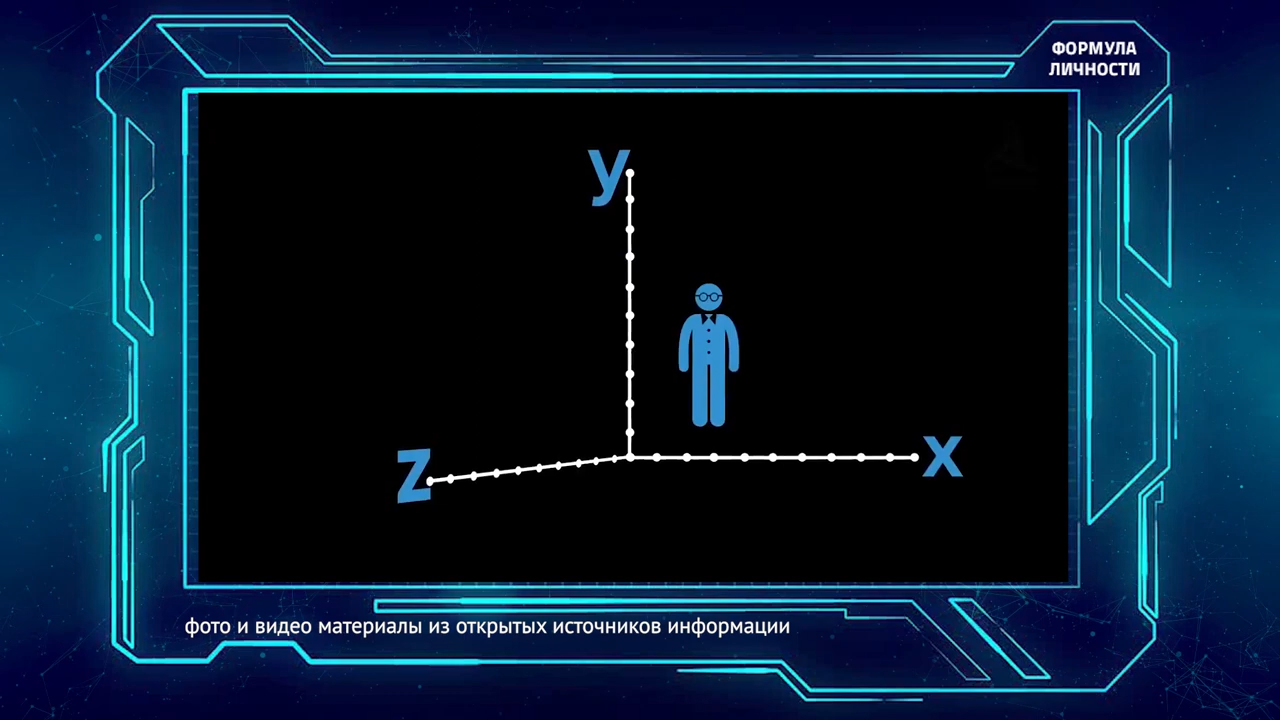 ФОРМУЛА
ЛИЧНОСТИ
y
z
x
фото и видео материалы из открытых источников информации